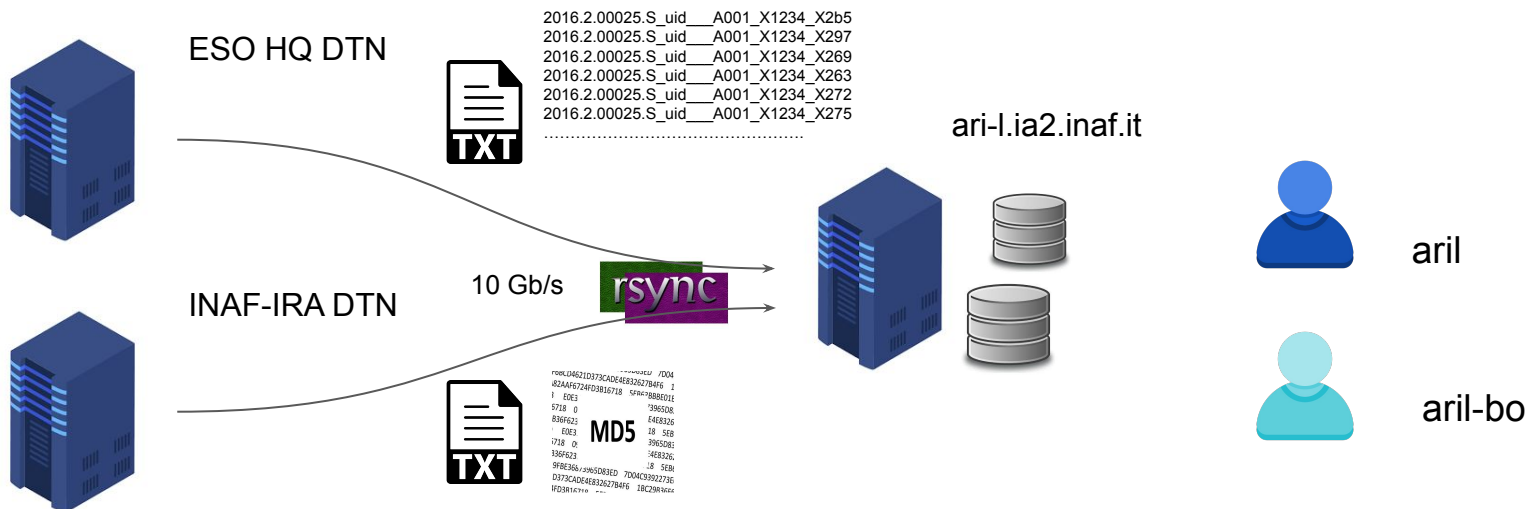 ESO HQ DTN
TXT
2016.2.00025.S_uid___A001_X1234_X2b5
2016.2.00025.S_uid___A001_X1234_X297
2016.2.00025.S_uid___A001_X1234_X269
2016.2.00025.S_uid___A001_X1234_X263
2016.2.00025.S_uid___A001_X1234_X272
2016.2.00025.S_uid___A001_X1234_X275
……………………………………………
ari-l.ia2.inaf.it
aril
10 Gb/s
rsync
INAF-IRA DTN
TXT
MD5
aril-bo